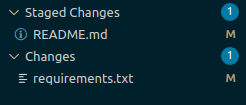 Staged Changes 1
README.md M
Changes 1
requirements.txt M